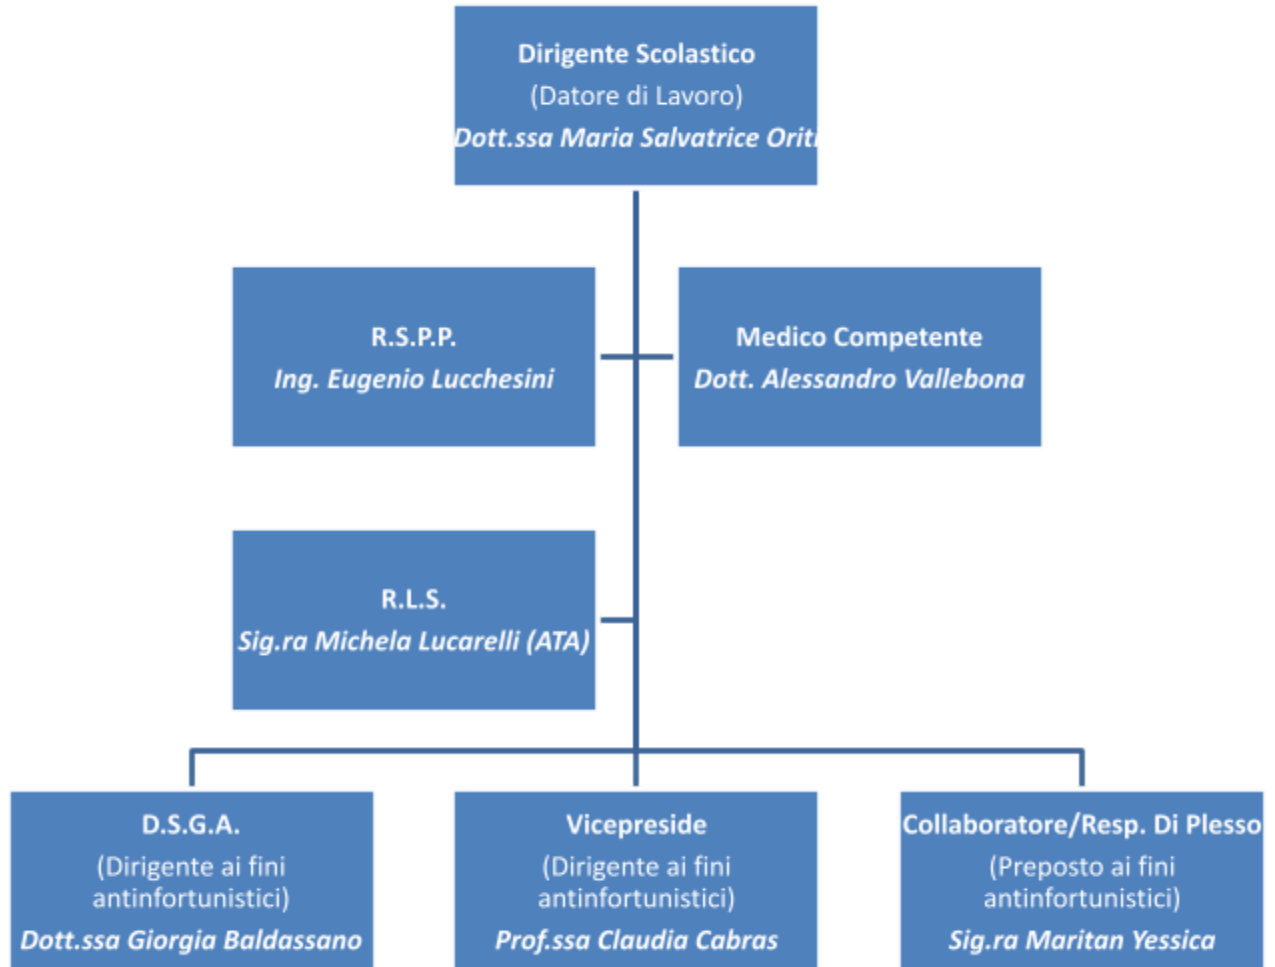 Dirigente Scolastico
(Datore di Lavoro)
Dott.ssa Maria Salvatrice Oriti
R.S.P.P.
Ing. Eugenio Lucchesini
Medico Competente
Dott. Alessandro Vallebona
R.L.S.
Sig.ra Michela Lucarelli (ATA)
D.S.G.A.
(Dirigente ai fini
antinfortunistici)
Dott.ssa Giorgia Baldassano
Vicepreside
(Dirigente ai fini
antinfortunistici)
Prof.ssa Claudia Cabras
Collaboratore/Resp. Di Plesso
(Preposto ai fini
antinfortunistici)
Sig.ra Maritan Yessica